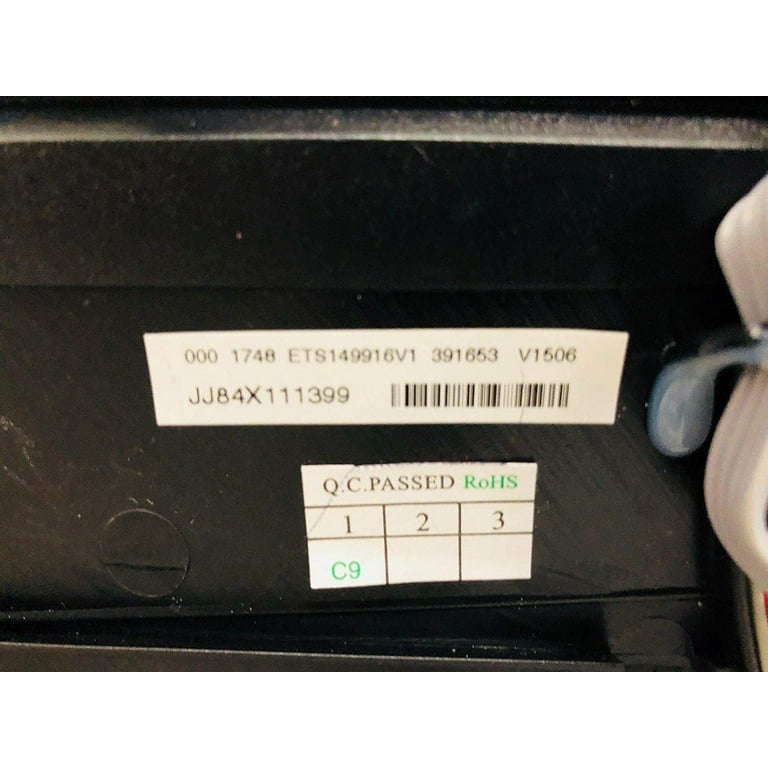 000 1748 ETS149916V1 391653 V1506
JJ84X111399
Q.C.PASSED RoHS
1 2 3
C9